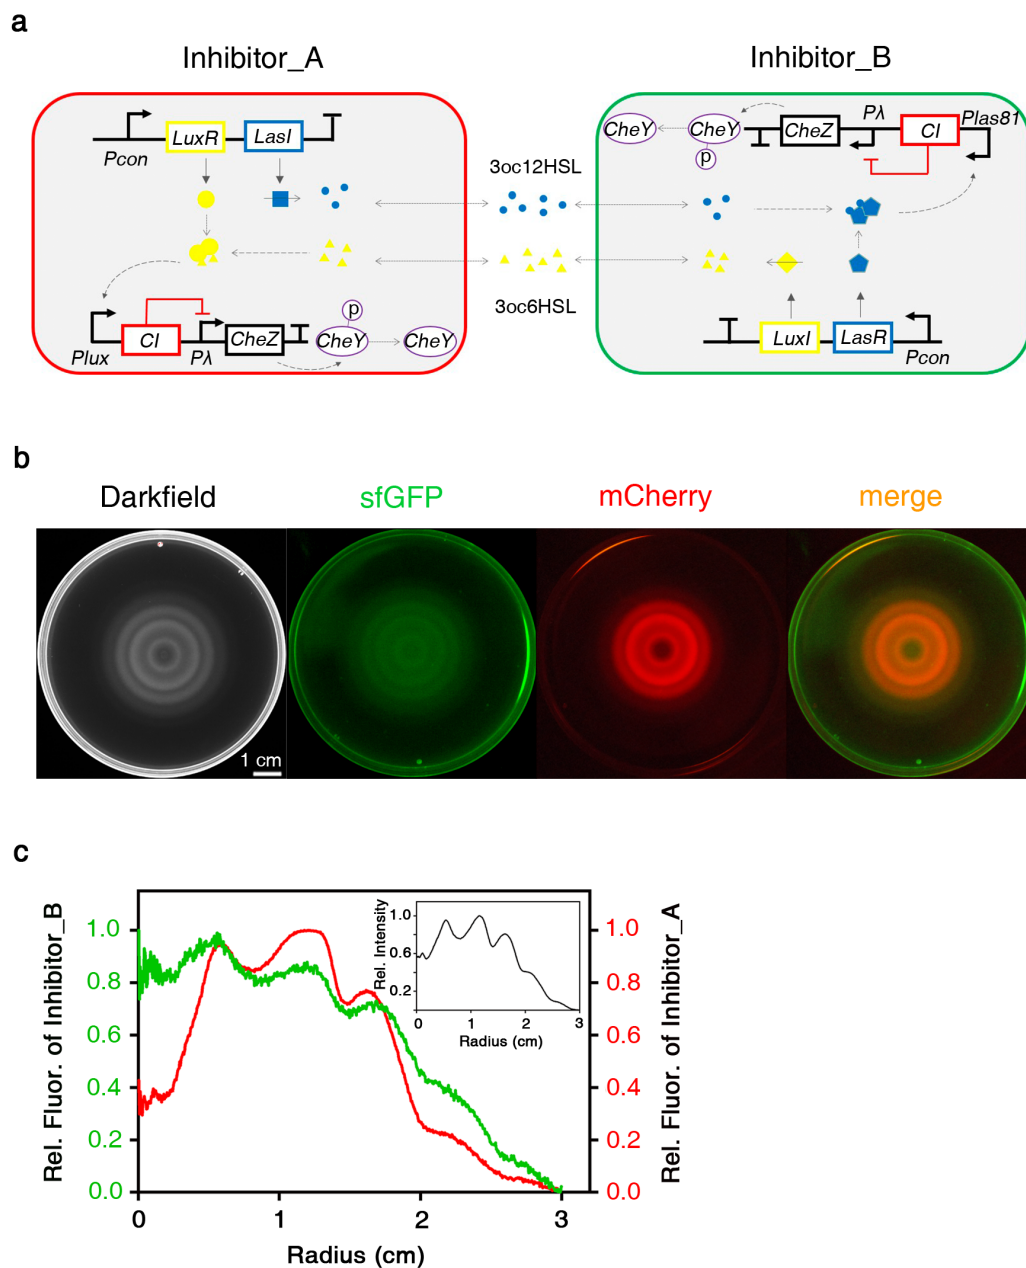 a
Inhibitor_A
Inhibitor_B
LuxR
LasI
Pcon
CheY
CheY
p
CheZ
Pλ
CI
Plas81
3oc12HSL
3oc6HSL
Plux
CI
Pλ
CheZ
p
CheY
CheY
LuxI
LasR
Pcon
b
Darkfield
sfGFP
mCherry
merge
1 cm
c
Rel. Fluor. of Inhibitor_B
1.0
0.8
0.6
0.4
0.2
0.0
0
1
2
3
Radius (cm)
1.0
0.8
0.6
0.4
0.2
0.0
Rel. Fluor. of Inhibitor_A
Rel. Intensity
1.0
0.6
0.2
0
1
2
3
Radius (cm)